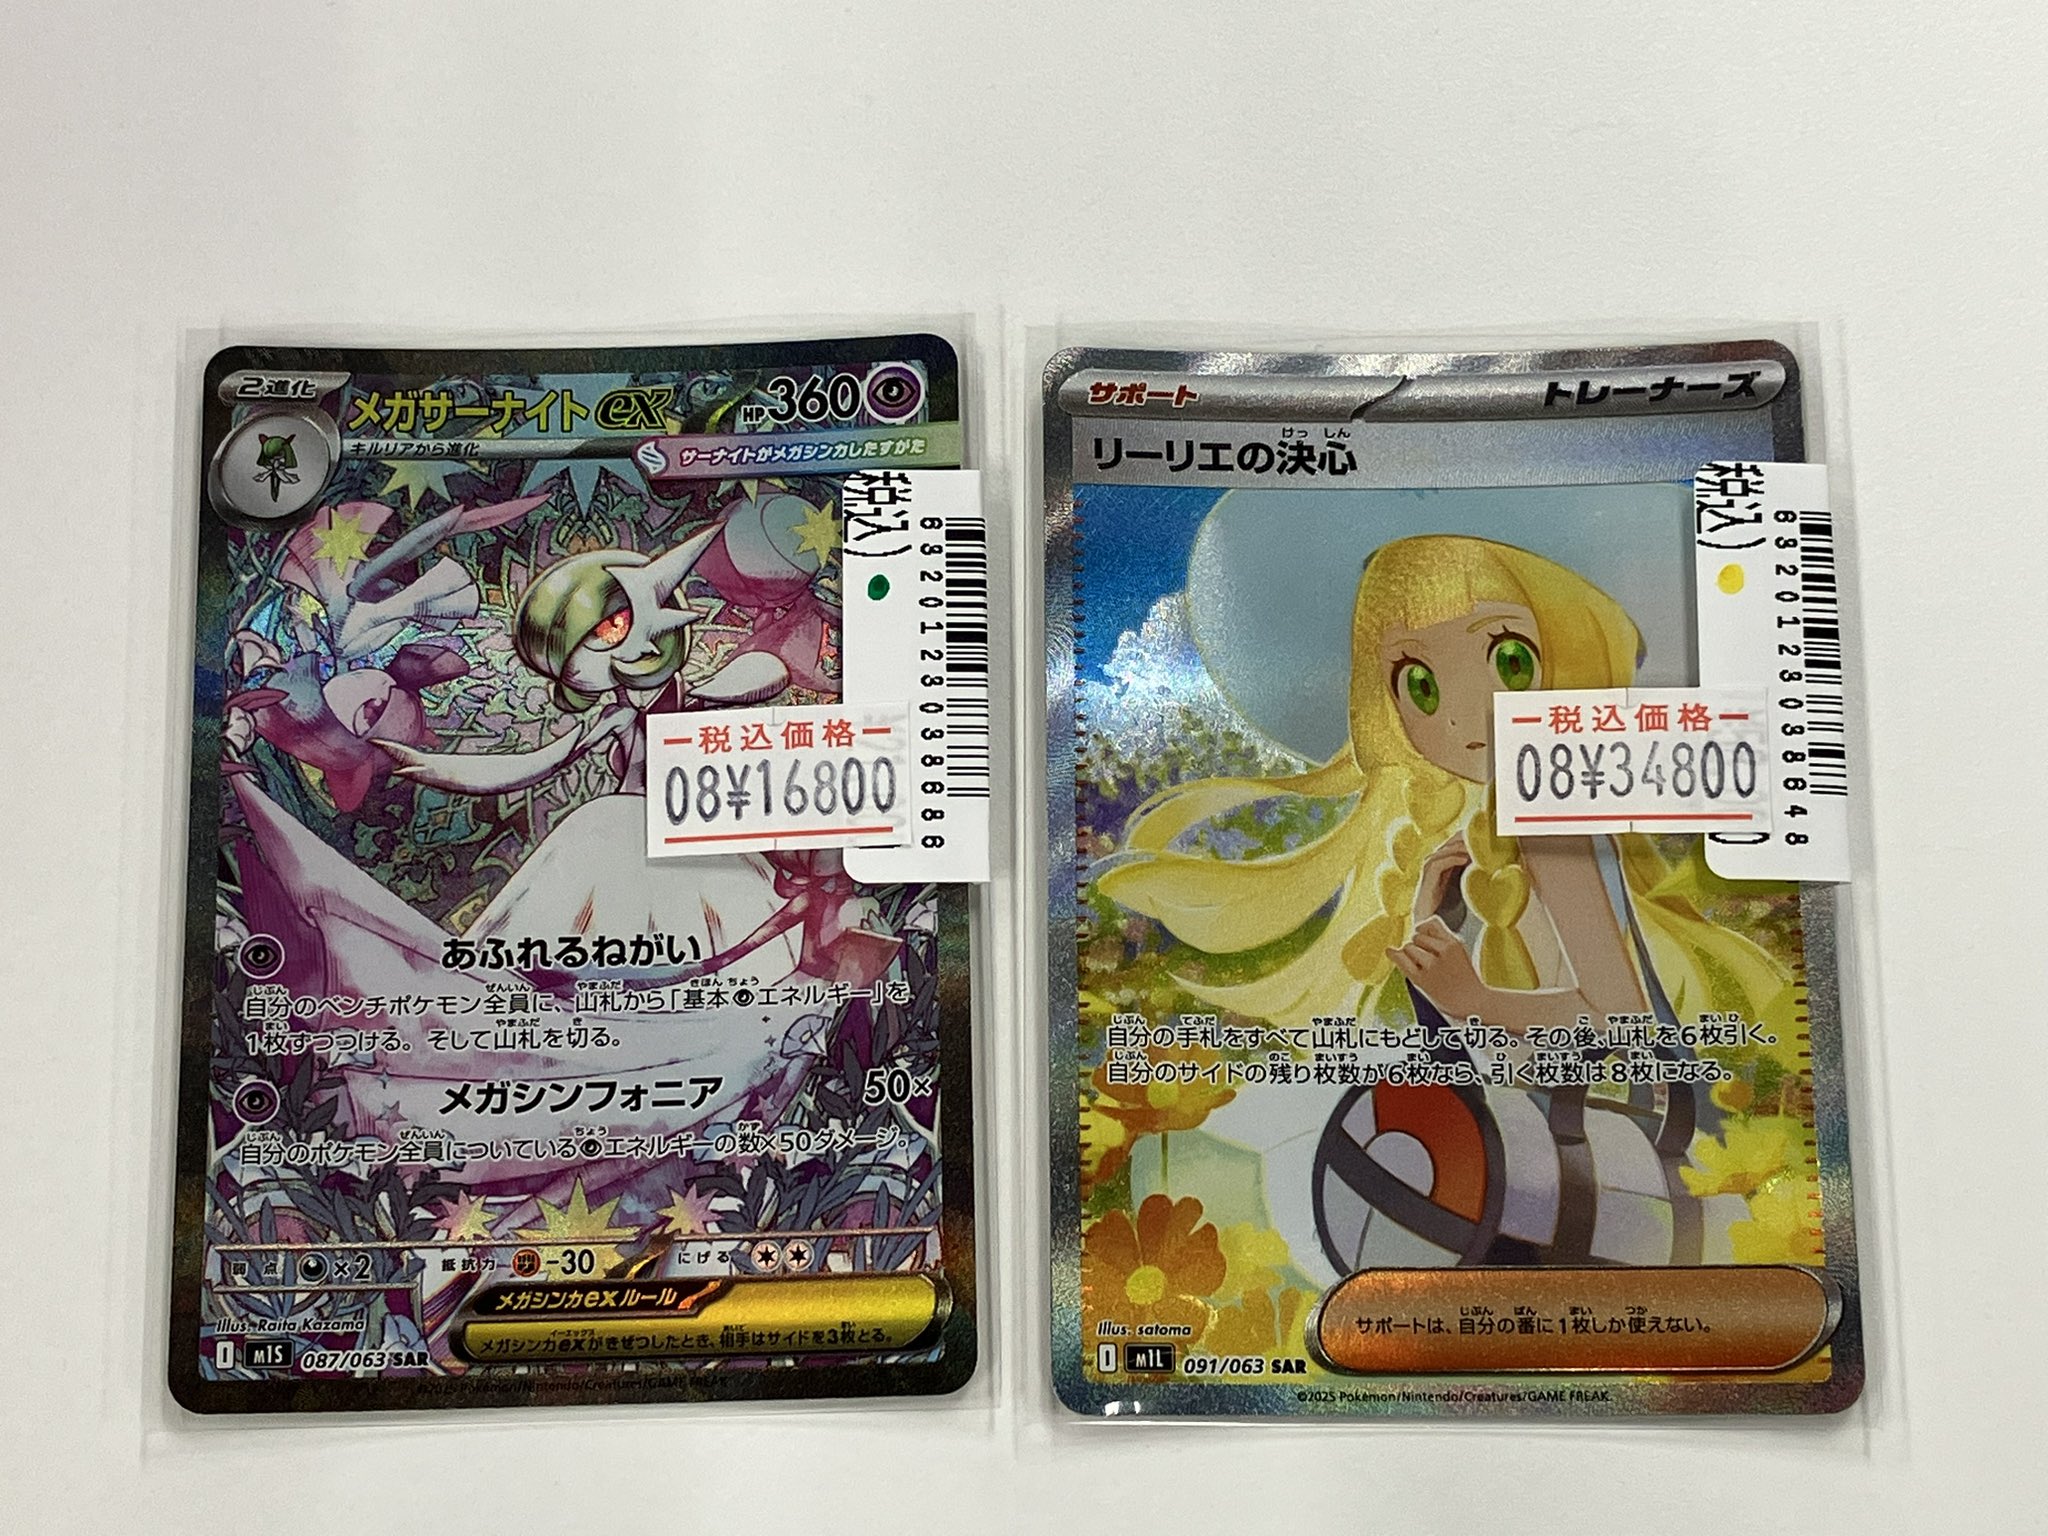 2進化
メガサーナイトex
HP360
キルリアから進化
サーナイトがメガシンカしたすがた
税込)
8320123038688
ー税込価格ー
08¥16800
あふれるねがい
自分のベンチポケモン全員に、山札から「基本エネルギー」を
1枚ずつつける。そして山札を切る。
メガシンフォニア 50×
自分のポケモン全員についているエネルギーの数×50ダメージ。
弱点 ×2 抵抗力 -30 にげる
メガシンカexルール
メガシンカexがきぜつしたとき、相手はサイドを3枚とる。
Illus. Raita Kazama
I M1S 087/063 SAR
©2025 Pokémon/Nintendo/Creatures/GAME FREAK.
サポート トレーナーズ
リーリエの決心
税込)
8320123038648
ー税込価格ー
08¥34800
自分の手札をすべて山札にもどして切る。その後、山札を6枚引く。
自分のサイドの残り枚数が6枚なら、引く枚数は8枚になる。
サポートは、自分の番に1枚しか使えない。
Illus. satoma
I M1L 091/063 SAR
©2025 Pokémon/Nintendo/Creatures/GAME FREAK.